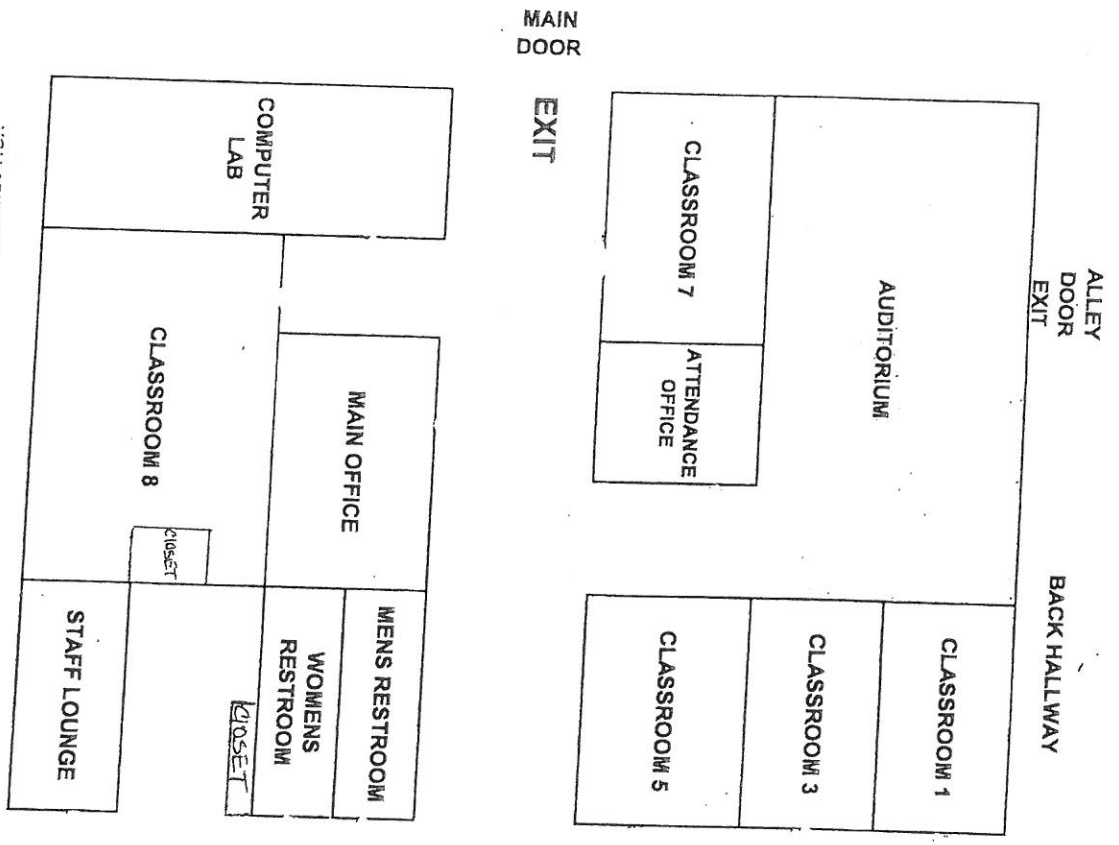 MAIN
DOOR
EXIT
ALLEY
DOOR
EXIT
BACK HALLWAY
COMPUTER
LAB
CLASSROOM 7
AUDITORIUM
ATTENDANCE
OFFICE
MAIN OFFICE
CLASSROOM 8
CLOSET
STAFF LOUNGE
CLOSET
WOMENS
RESTROOM
MENS RESTROOM
CLASSROOM 5
CLASSROOM 3
CLASSROOM 1